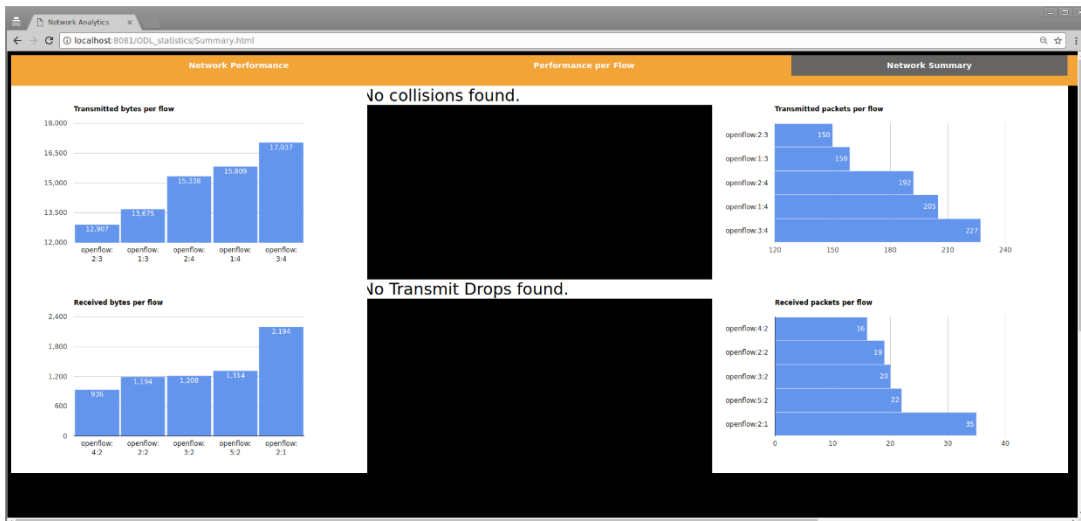 Network Analytics
localhost:8081/ODL_statistics/Summary.html
Network Performance
Performance per Flow
Network Summary
Transmitted bytes per flow
18,000
16,500
15,000
13,500
12,000
12,907
13,675
15,338
15,809
17,037
openflow: openflow: openflow: openflow: openflow:
2:3 1:3 2:4 1:4 3:4
No collisions found.
Transmitted packets per flow
openflow:2:3 150
openflow:1:3 159
openflow:2:4 192
openflow:1:4 205
openflow:3:4 227
120 150 180 210 240
Received bytes per flow
2,400
1,800
1,200
600
0
936
1,194
1,208
1,314
2,194
openflow: openflow: openflow: openflow: openflow:
4:2 2:2 3:2 5:2 2:1
No Transmit Drops found.
Received packets per flow
openflow:4:2 16
openflow:2:2 19
openflow:3:2 20
openflow:5:2 22
openflow:2:1 35
0 10 20 30 40